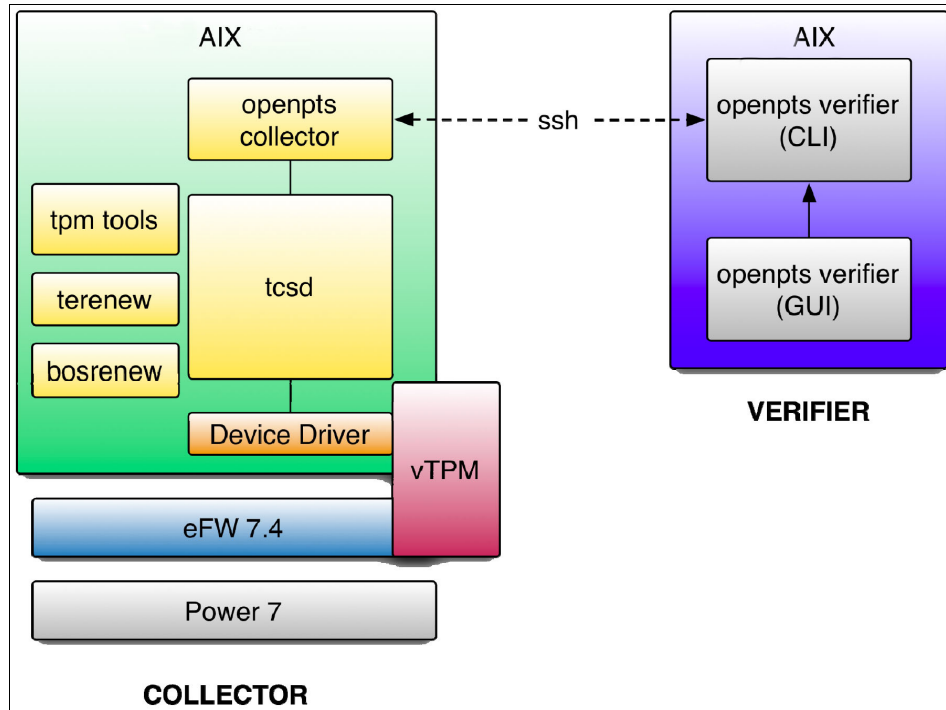 AIX
openpts
collector
ssh
tpm tools
terenew
bosrenew
tcsd
Device Driver
vTPM
eFW 7.4
Power 7
COLLECTOR
AIX
openpts verifier
(CLI)
openpts verifier
(GUI)
VERIFIER